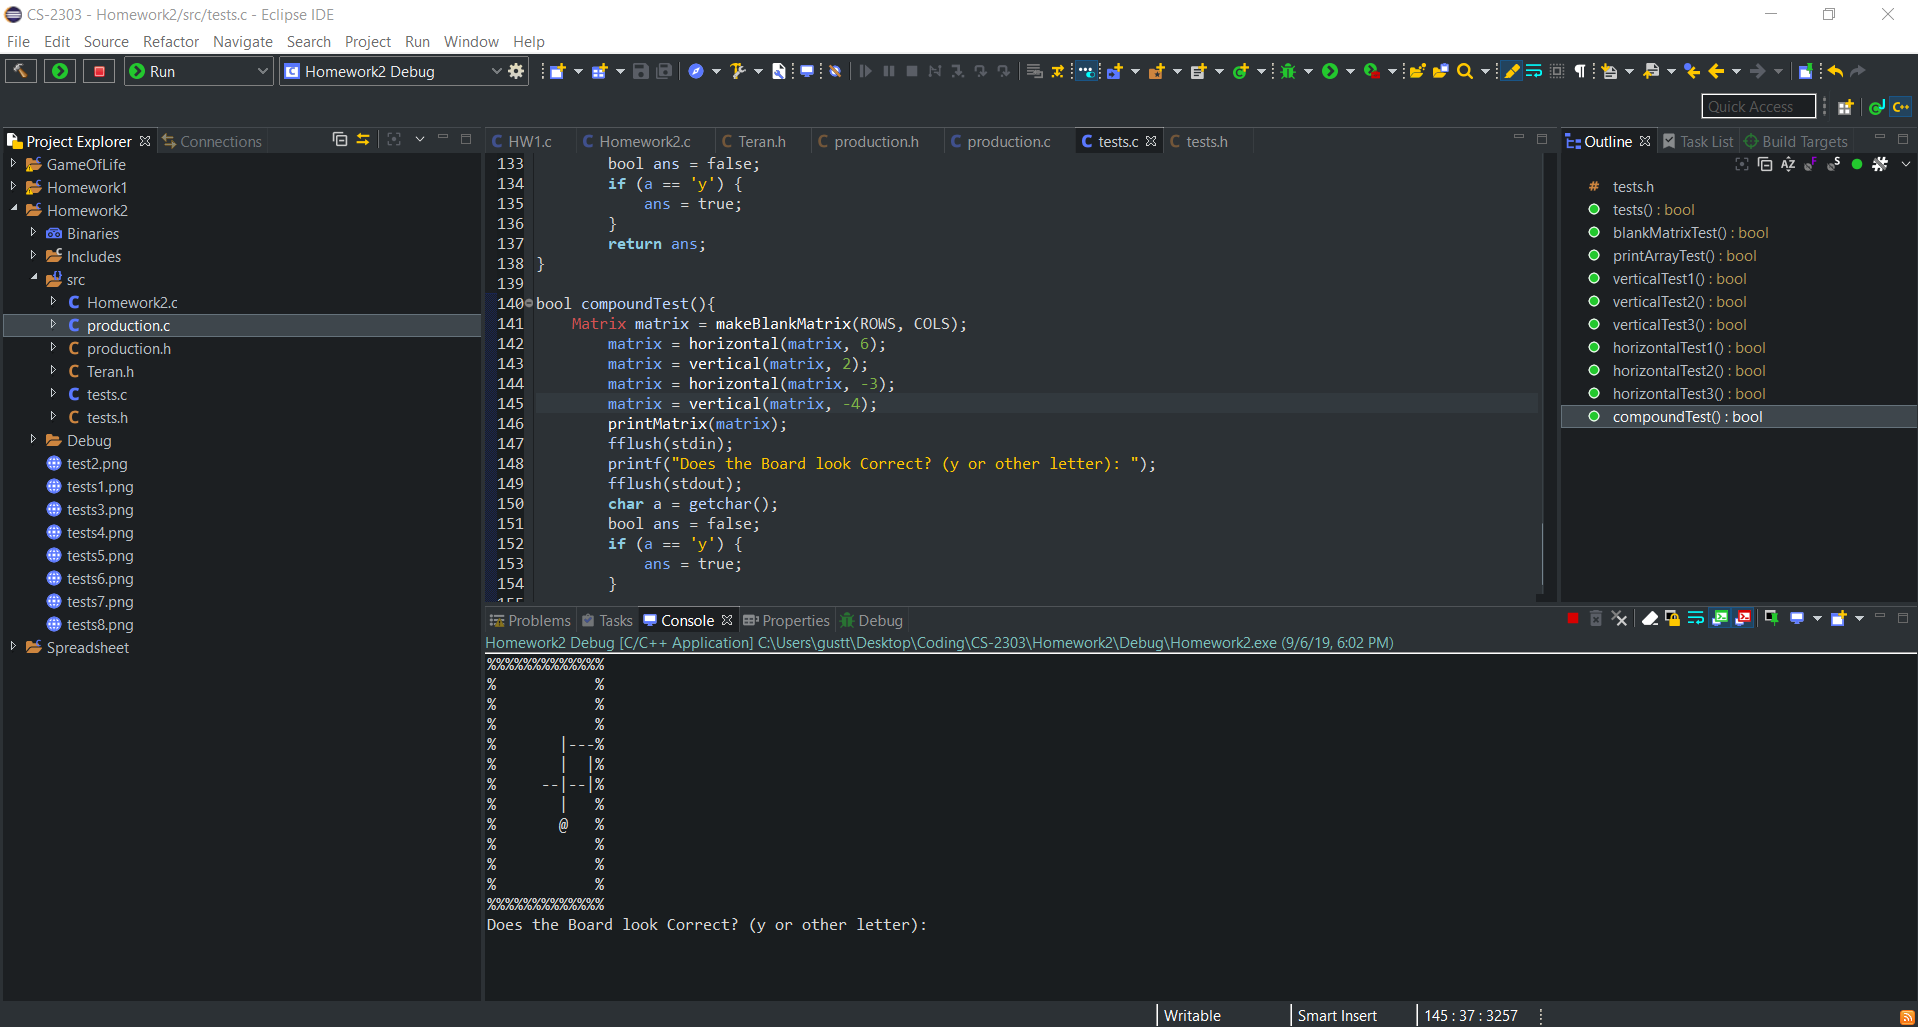 CS-2303 - Homework2/src/tests.c - Eclipse IDE
File Edit Source Refactor Navigate Search Project Run Window Help
Run
Homework2 Debug
Quick Access
Project Explorer
Connections
GameOfLife
Homework1
Homework2
Binaries
Includes
src
Homework2.c
production.c
production.h
Teran.h
tests.c
tests.h
Debug
test2.png
tests1.png
tests3.png
tests4.png
tests5.png
tests6.png
tests7.png
tests8.png
Spreadsheet
HW1.c Homework2.c Teran.h production.h production.c tests.c tests.h
133 bool ans = false;
134 if (a == 'y') {
135 ans = true;
136 }
137 return ans;
138 }
139
140 bool compoundTest(){
141 Matrix matrix = makeBlankMatrix(ROWS, COLS);
142 matrix = horizontal(matrix, 6);
143 matrix = vertical(matrix, 2);
144 matrix = horizontal(matrix, -3);
145 matrix = vertical(matrix, -4);
146 printMatrix(matrix);
147 fflush(stdin);
148 printf("Does the Board look Correct? (y or other letter): ");
149 fflush(stdout);
150 char a = getchar();
151 bool ans = false;
152 if (a == 'y') {
153 ans = true;
154 }
Outline Task List Build Targets
tests.h
tests() : bool
blankMatrixTest() : bool
printArrayTest() : bool
verticalTest1() : bool
verticalTest2() : bool
verticalTest3() : bool
horizontalTest1() : bool
horizontalTest2() : bool
horizontalTest3() : bool
compoundTest() : bool
Problems Tasks Console Properties Debug
Homework2 Debug [C/C++ Application] C:\Users\gustt\Desktop\Coding\CS-2303\Homework2\Debug\Homework2.exe (9/6/19, 6:02 PM)
%%%%%%%%%%%%%
%           %
%           %
%           %
%       |---%
%       |  |%
%     --|--|%
%       |   %
%       @   %
%           %
%           %
%           %
%%%%%%%%%%%%%
Does the Board look Correct? (y or other letter):
Writable Smart Insert 145 : 37 : 3257